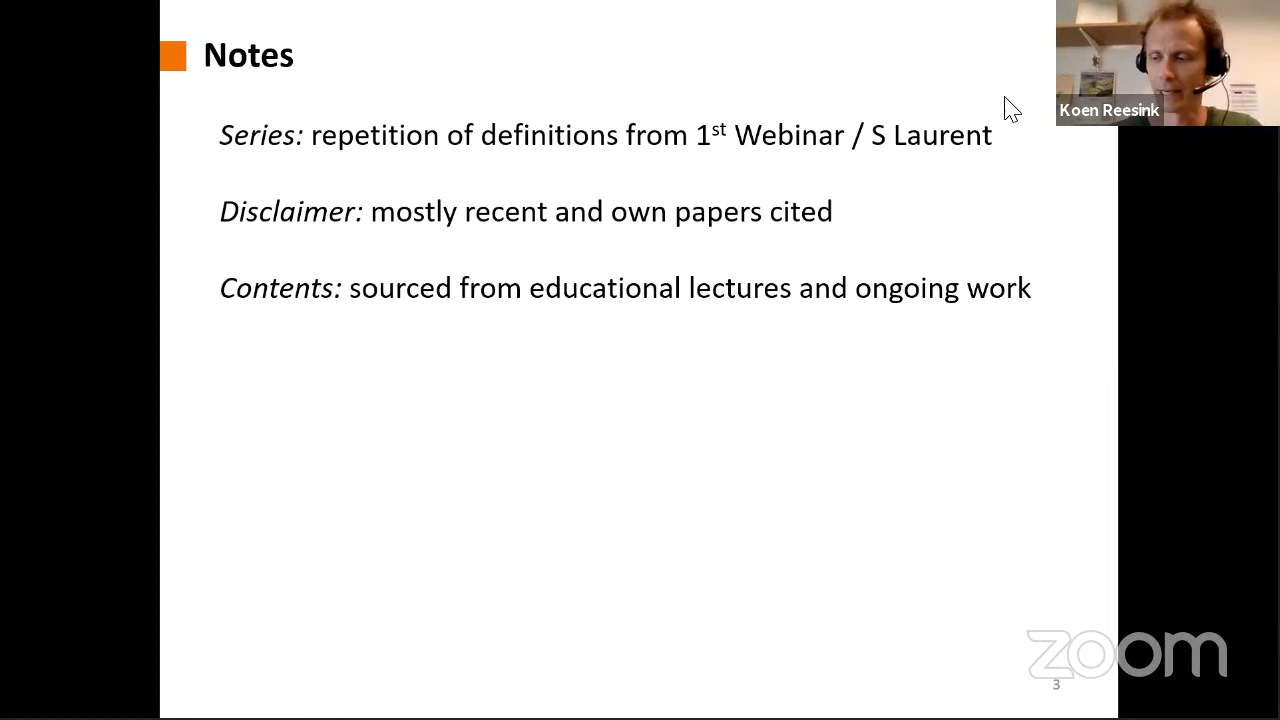 Notes
Koen Reesink
Series: repetition of definitions from 1st Webinar / S Laurent
Disclaimer: mostly recent and own papers cited
Contents: sourced from educational lectures and ongoing work
zoom
3